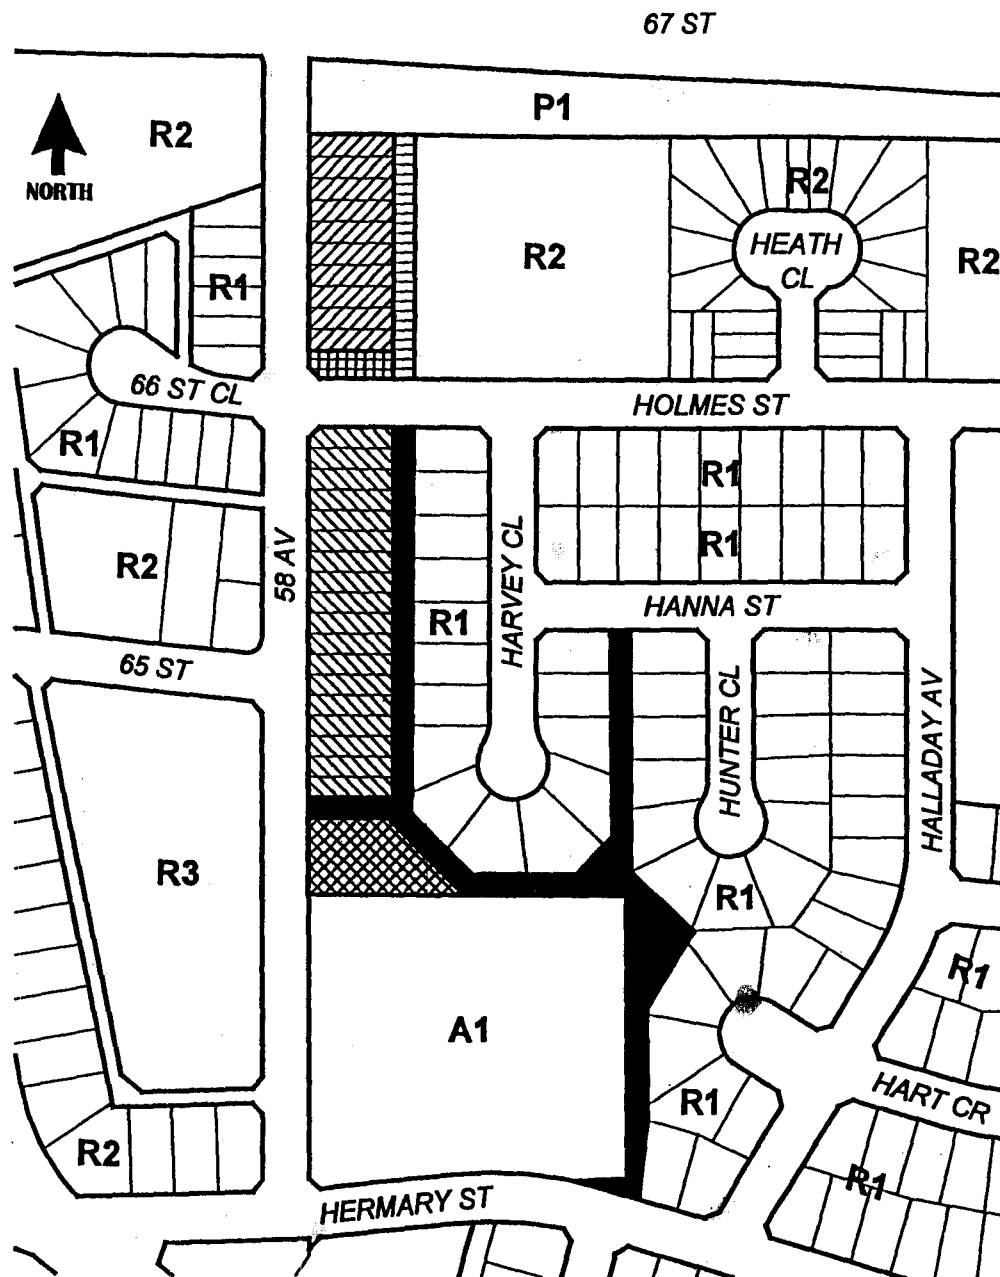 67 ST
P1
R2
NORTH
R2
HEATH
CL
R2
R2
R1
66 ST CL
HOLMES ST
R1
R1
R1
58 AV
HARVEY CL
R2
HANNA ST
R1
65 ST
HUNTER CL
HALLADAY AV
R3
R1
R1
A1
R1
HART CR
R2
R1
HERMARY ST